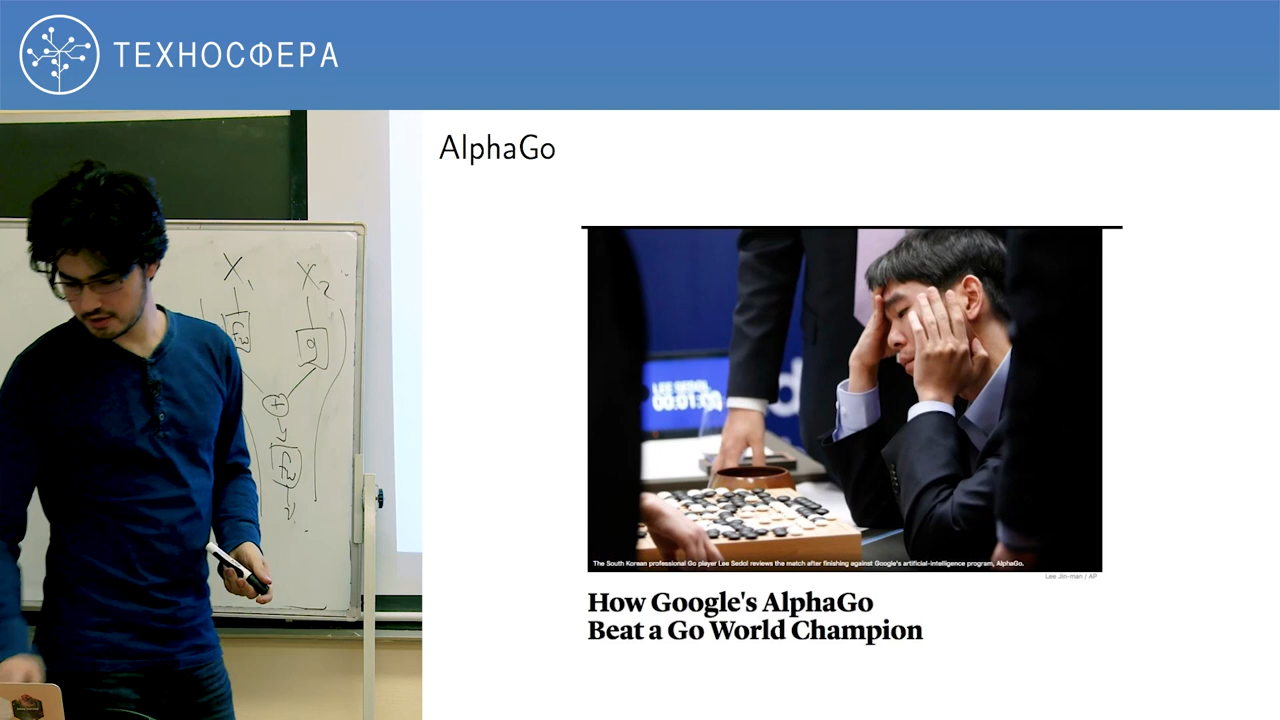 ТЕХНОСФЕРА
AlphaGo
X₁
X₂
σ
+
LEE SEDOL
00:01:00
The South Korean professional Go player Lee Sedol reviews the match after finishing against Google's artificial-intelligence program, AlphaGo.
Lee Jin-man / AP
How Google's AlphaGo
Beat a Go World Champion